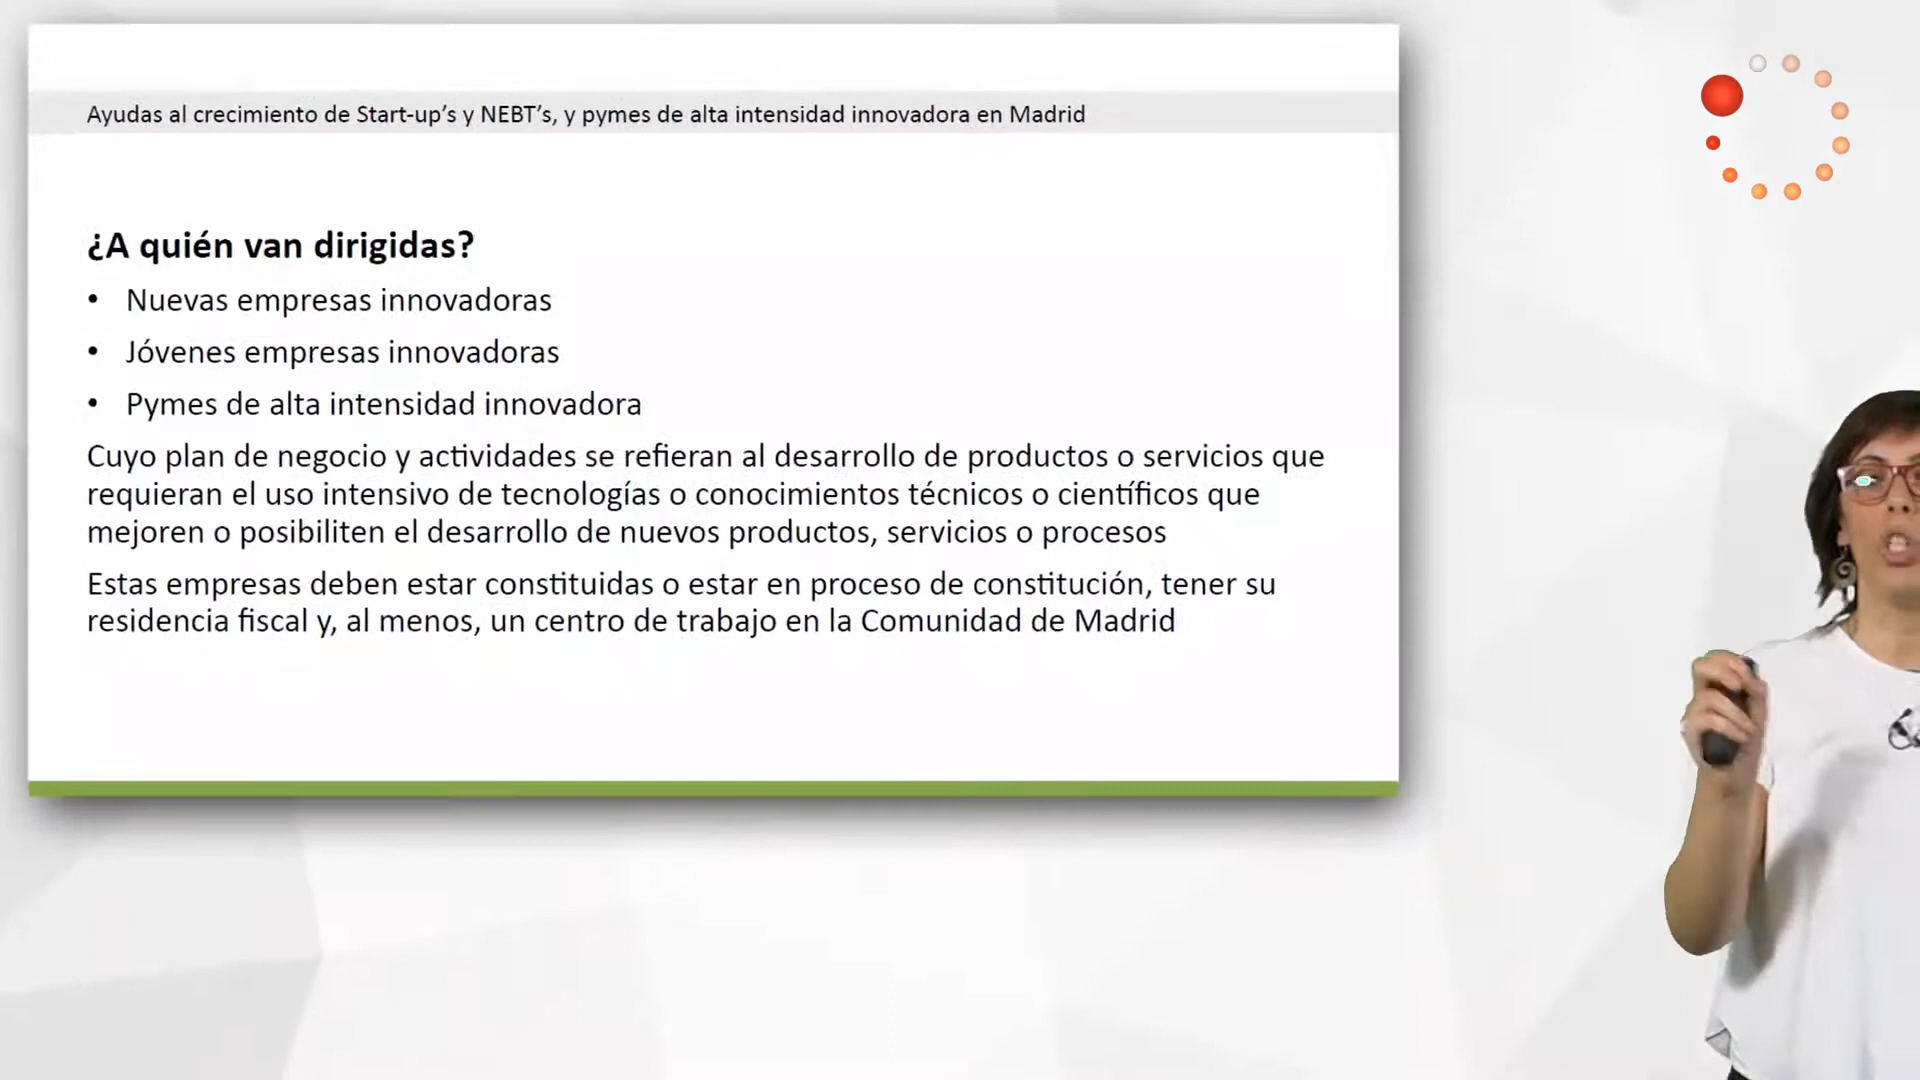 Ayudas al crecimiento de Start-up’s y NEBT’s, y pymes de alta intensidad innovadora en Madrid
¿A quién van dirigidas?
• Nuevas empresas innovadoras
• Jóvenes empresas innovadoras
• Pymes de alta intensidad innovadora
Cuyo plan de negocio y actividades se refieran al desarrollo de productos o servicios que
requieran el uso intensivo de tecnologías o conocimientos técnicos o científicos que
mejoren o posibiliten el desarrollo de nuevos productos, servicios o procesos
Estas empresas deben estar constituidas o estar en proceso de constitución, tener su
residencia fiscal y, al menos, un centro de trabajo en la Comunidad de Madrid